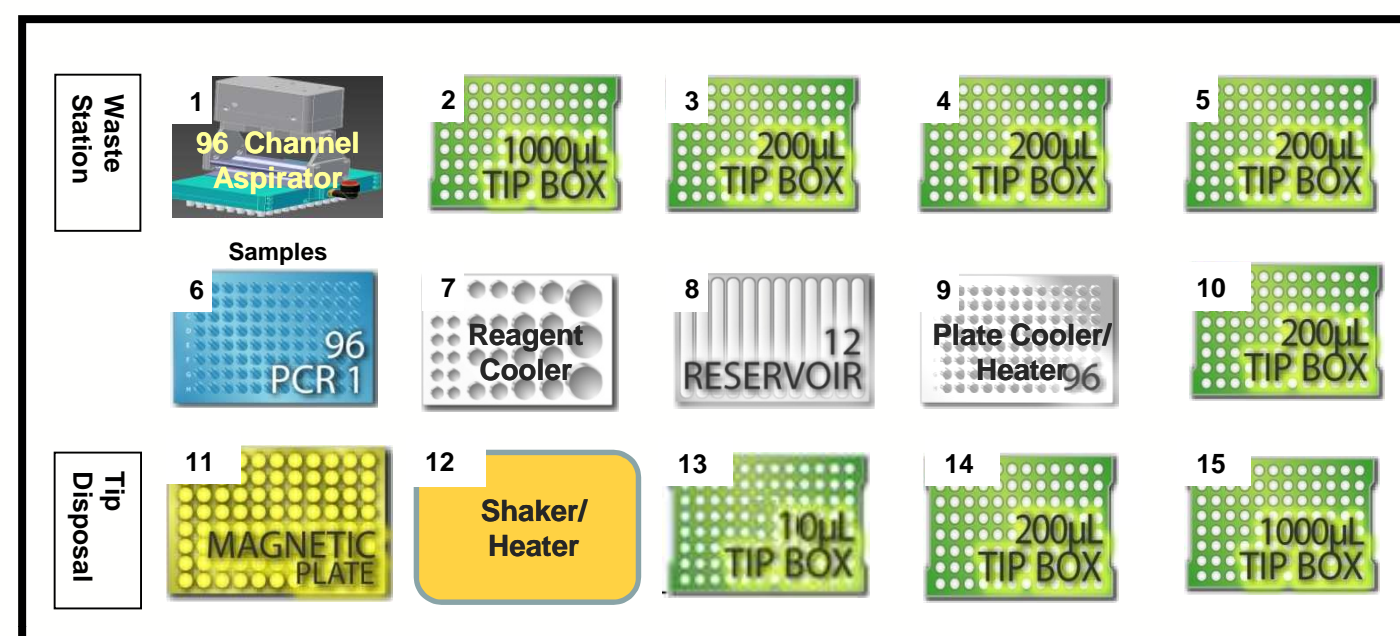 Waste
Station
1
96 Channel
Aspirator
2
1000µL
TIP BOX
3
200µL
TIP BOX
4
200µL
TIP BOX
5
200µL
TIP BOX
Samples
6
96
PCR 1
7
Reagent
Cooler
8
12
RESERVOIR
9
Plate Cooler/
Heater
96
10
200µL
TIP BOX
Tip
Disposal
11
MAGNETIC
PLATE
12
Shaker/
Heater
13
10µL
TIP BOX
14
200µL
TIP BOX
15
1000µL
TIP BOX